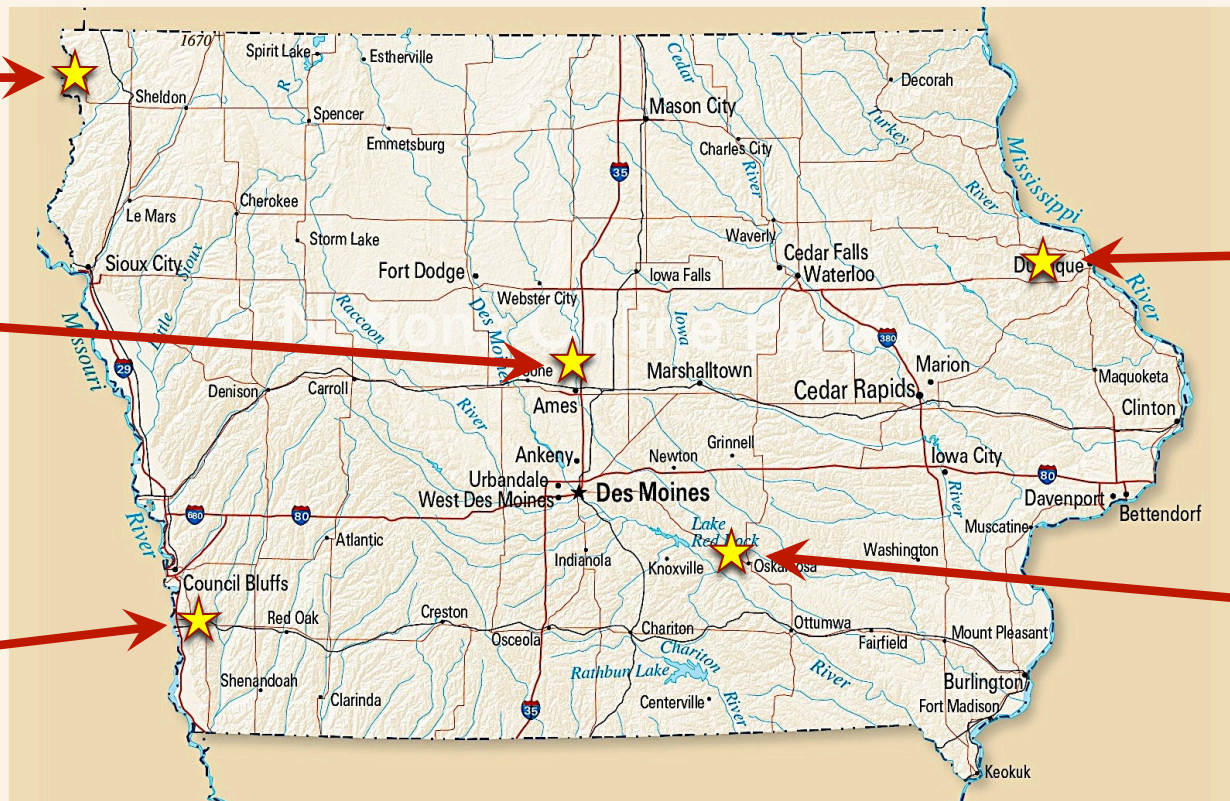 1670
Spirit Lake
Estherville
Cedar
Decorah
R
Sheldon
Spencer
Mason City
Emmetsburg
Charles City
Turkey
Mississippi
35
River
River
Le Mars
Cherokee
Storm Lake
Waverly
Cedar Falls
Waterloo
Sioux City
Sioux
Fort Dodge
Iowa Falls
Webster City
River
Raccoon
Iowa
Missouri
29
380
Marshalltown
Marion
Maquoketa
Denison
Carroll
Cedar Rapids
Ames
Clinton
River
Grinnell
Ankeny
Newton
Iowa City
Urbandale
West Des Moines
Des Moines
80
River
Davenport
Bettendorf
680
80
River
Lake
Red Rock
Muscatine
Atlantic
Indianola
Knoxville
Oskaloosa
Washington
Council Bluffs
Red Oak
Creston
Osceola
Chariton
Ottumwa
Fairfield
Mount Pleasant
Chariton
Rathbun Lake
River
Shenandoah
Clarinda
35
Centerville
River
Burlington
Fort Madison
Keokuk